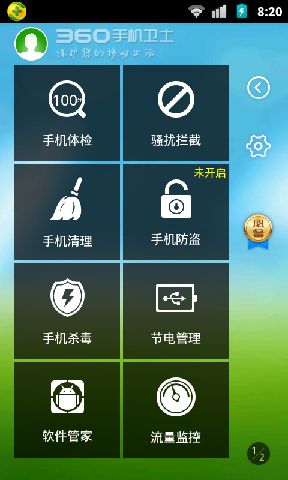 8:20
360手机卫士
保护您的移动生活
100
手机体检
骚扰拦截
未开启
手机清理
手机防盗
手机杀毒
节电管理
软件管家
流量监控
1/2